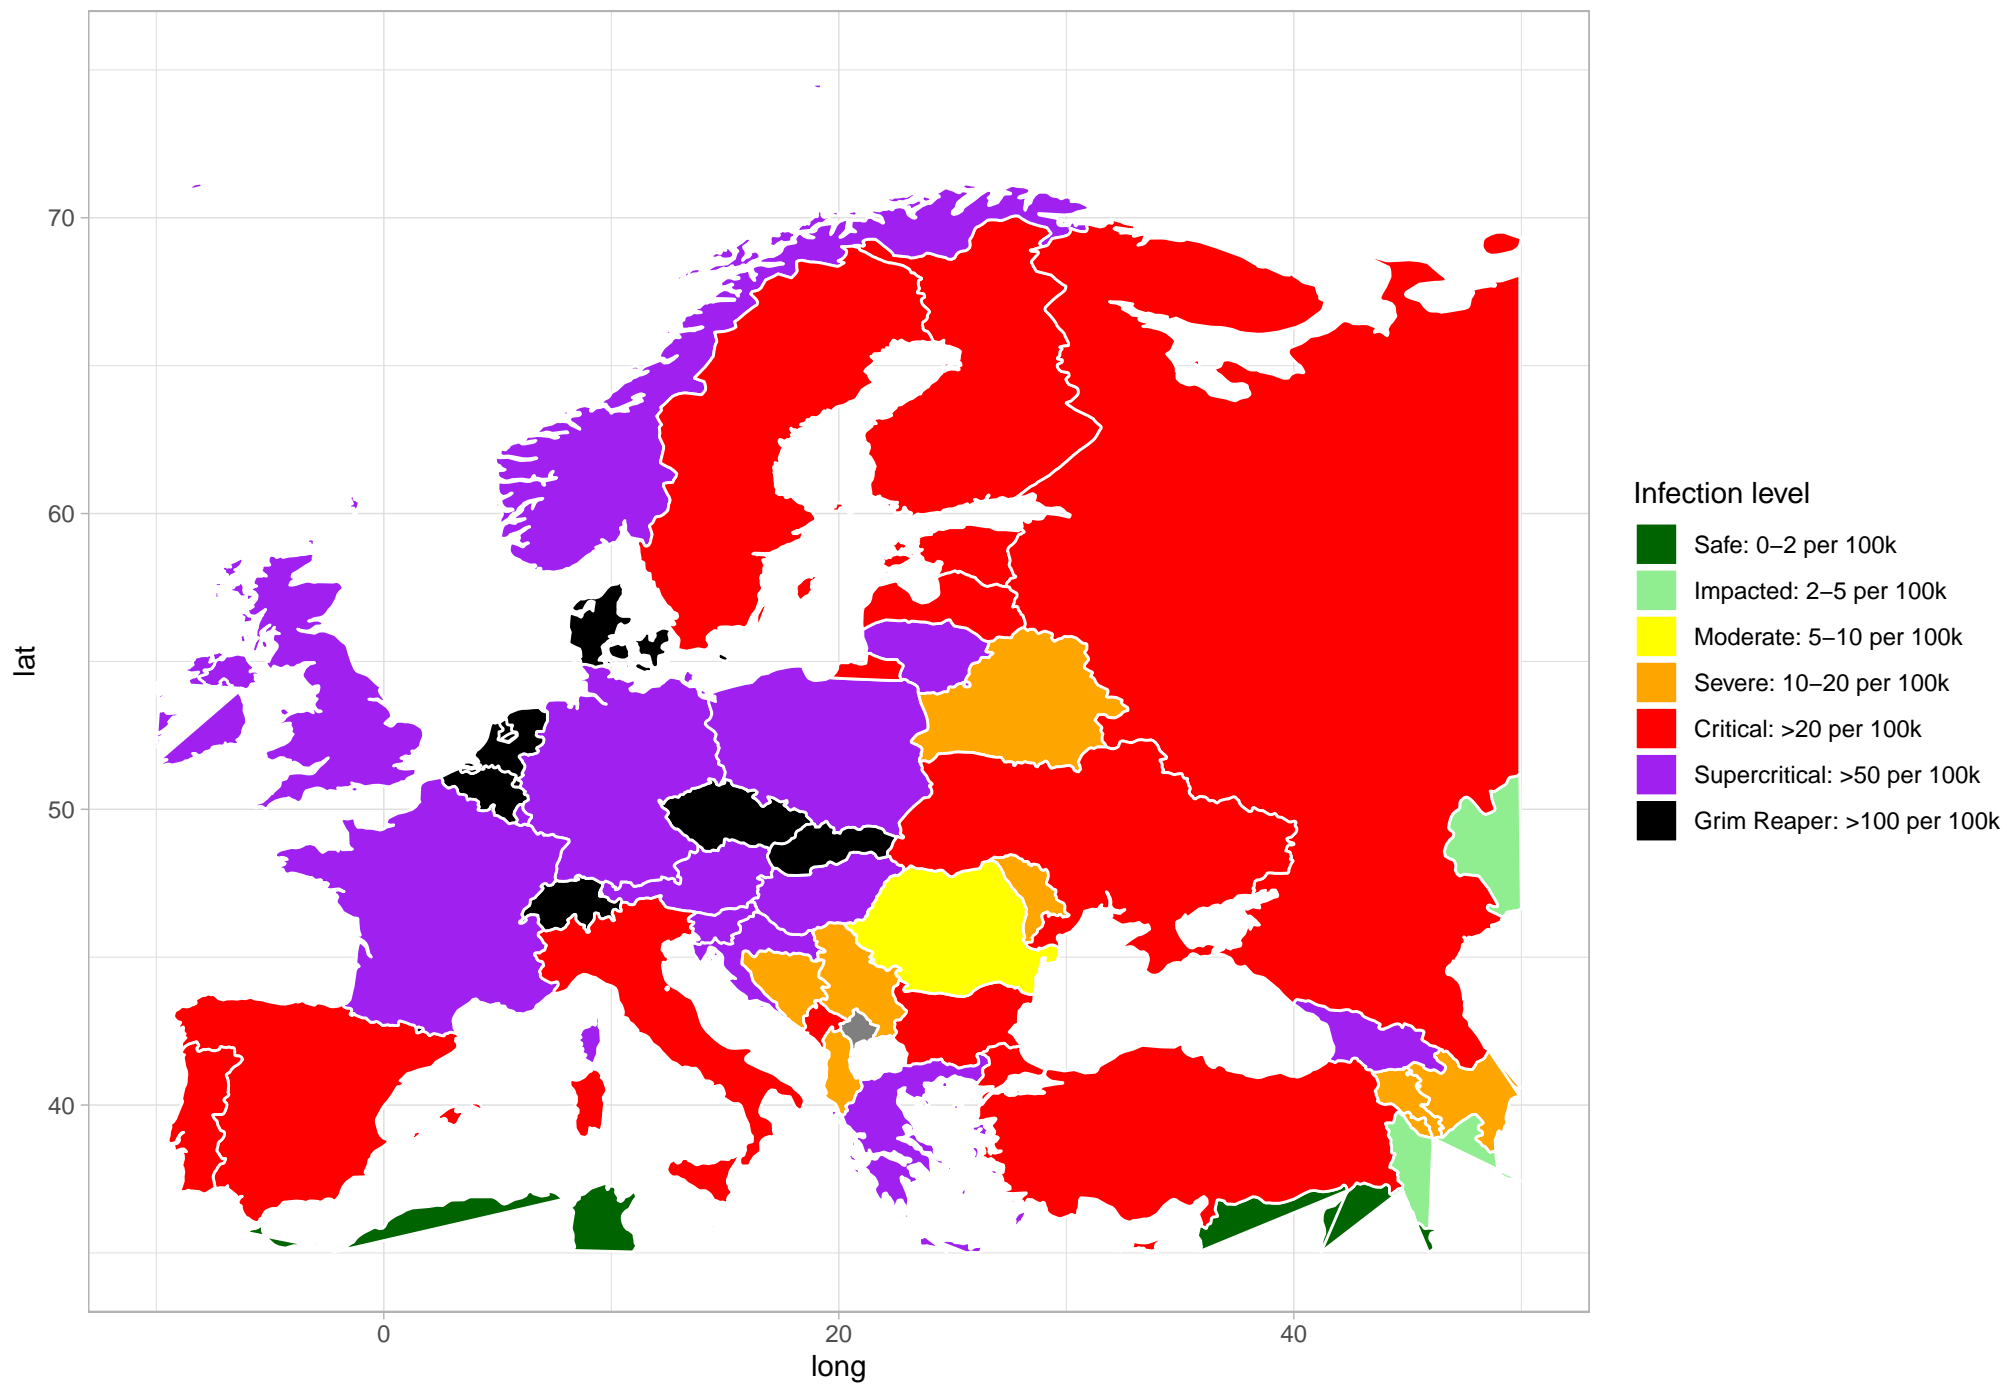 70
60
50
40
lat
0
20
40
long
Infection level
Safe: 0−2 per 100k
Impacted: 2−5 per 100k
Moderate: 5−10 per 100k
Severe: 10−20 per 100k
Critical: >20 per 100k
Supercritical: >50 per 100k
Grim Reaper: >100 per 100k